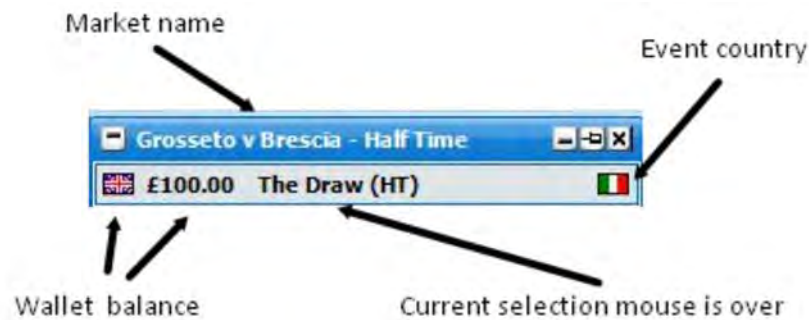 Market name
Event country
Grosseto v Brescia - Half Time
£100.00 The Draw (HT)
Wallet balance
Current selection mouse is over